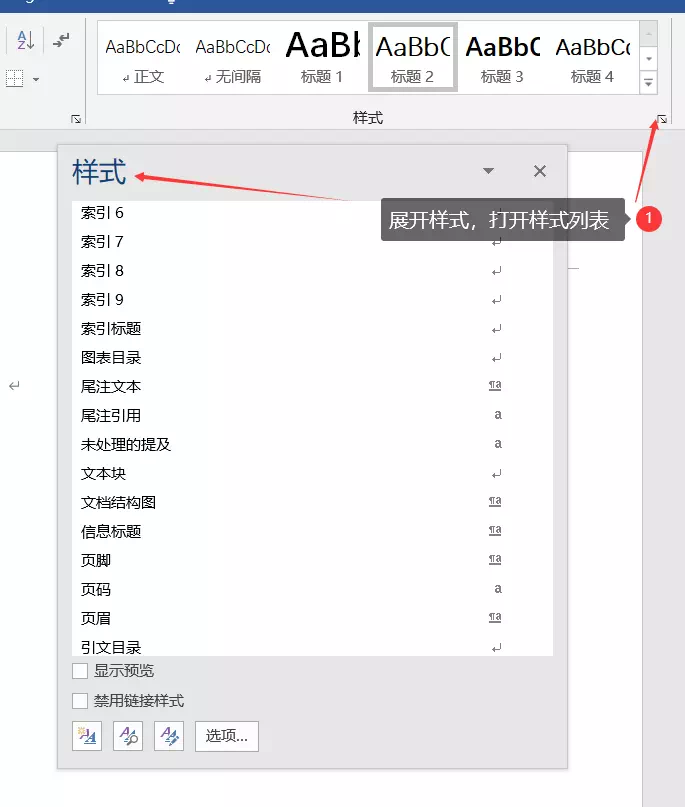 AaBbCcDc AaBbCcDc AaBb AaBbC AaBbC AaBbCc
正文 无间隔 标题 1 标题 2 标题 3 标题 4
样式
样式
展开样式，打开样式列表
1
索引 6
索引 7
索引 8
索引 9
索引标题
图表目录
尾注文本 ¶a
尾注引用 a
未处理的提及 a
文本块
文档结构图 ¶a
信息标题 ¶a
页脚 ¶a
页码 a
页眉 ¶a
引文目录
显示预览
禁用链接样式
选项...